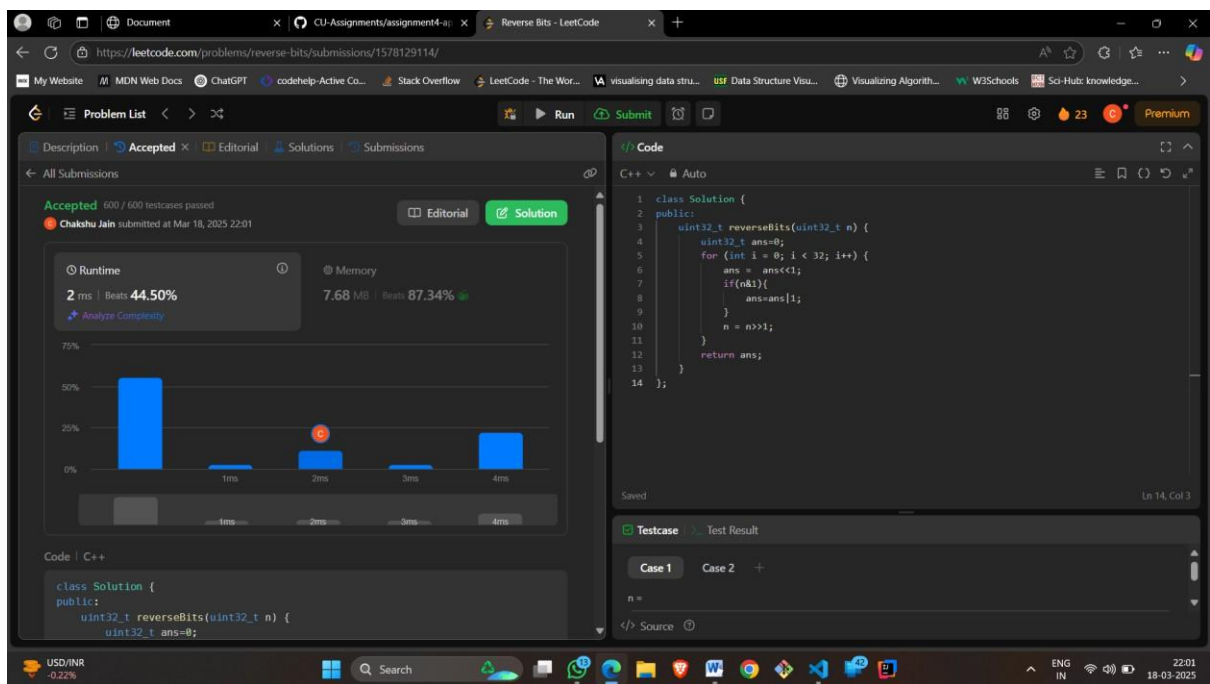 Document
CU-Assignments/assignment4-ap
Reverse Bits - LeetCode
https://leetcode.com/problems/reverse-bits/submissions/1578129114/
My Website
MDN Web Docs
ChatGPT
codehelp-Active Co...
Stack Overflow
LeetCode - The Wor...
visualising data stru...
USF Data Structure Visu...
Visualizing Algorith...
W3Schools
Sci-Hub: knowledge...
Problem List
Run
Submit
23
Premium
Description
Accepted
Editorial
Solutions
Submissions
All Submissions
Accepted 600 / 600 testcases passed
Chakshu Jain submitted at Mar 18, 2025 22:01
Editorial
Solution
Runtime
2 ms | Beats 44.50%
Analyze Complexity
Memory
7.68 MB | Beats 87.34%
75%
50%
25%
0%
C
1ms 2ms 3ms 4ms
1ms 2ms 3ms 4ms
Code | C++
class Solution {
public:
uint32_t reverseBits(uint32_t n) {
uint32_t ans=0;
</> Code
C++ Auto
1 class Solution {
2 public:
3 uint32_t reverseBits(uint32_t n) {
4 uint32_t ans=0;
5 for (int i = 0; i < 32; i++) {
6 ans = ans<<1;
7 if(n&1){
8 ans=ans|1;
9 }
10 n = n>>1;
11 }
12 return ans;
13 }
14 };
Saved
Ln 14, Col 3
Testcase
Test Result
Case 1
Case 2
n =
</> Source
USD/INR
-0.22%
Search
13
42
ENG
IN
22:01
18-03-2025